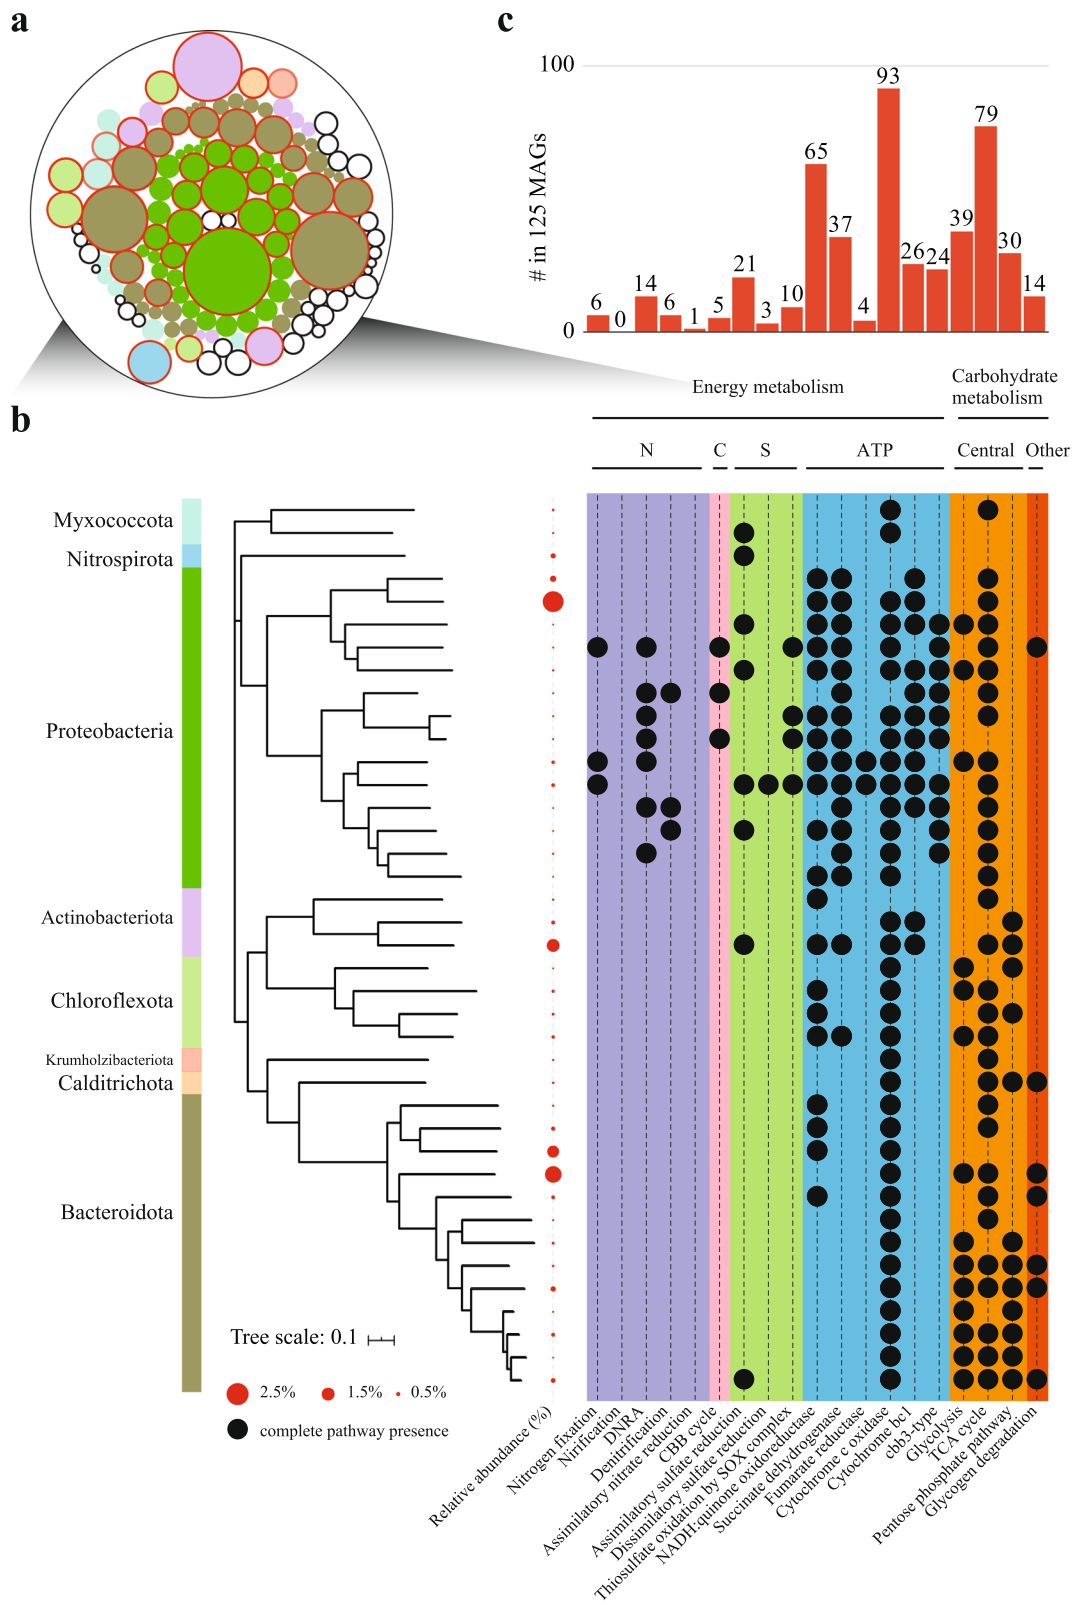 a
c
100
0
# in 125 MAGs
6
0
14
6
1
5
21
3
10
65
37
4
93
26
24
39
79
30
14
Energy metabolism
Carbohydrate
metabolism
b
N
C
S
ATP
Central
Other
Myxococcota
Nitrospirota
Proteobacteria
Actinobacteriota
Chloroflexota
Krumholzibacteriota
Calditrichota
Bacteroidota
Tree scale: 0.1
2.5%
1.5%
0.5%
complete pathway presence
Relative abundance (%)
Nitrogen fixation
Nirification
DNRA
Denitrification
Assimilatory nitrate reduction
CBB cycle
Assimilatory sulfate reduction
Dissimilatory sulfate reduction
Thiosulfate oxidation by SOX complex
NADH:quinone oxidoreductase
Succinate dehydrogenase
Fumarate reductase
Cytochrome c oxidase
Cytochrome bc1
cbb3-type
Glycolysis
TCA cycle
Pentose phosphate pathway
Glycogen degradation